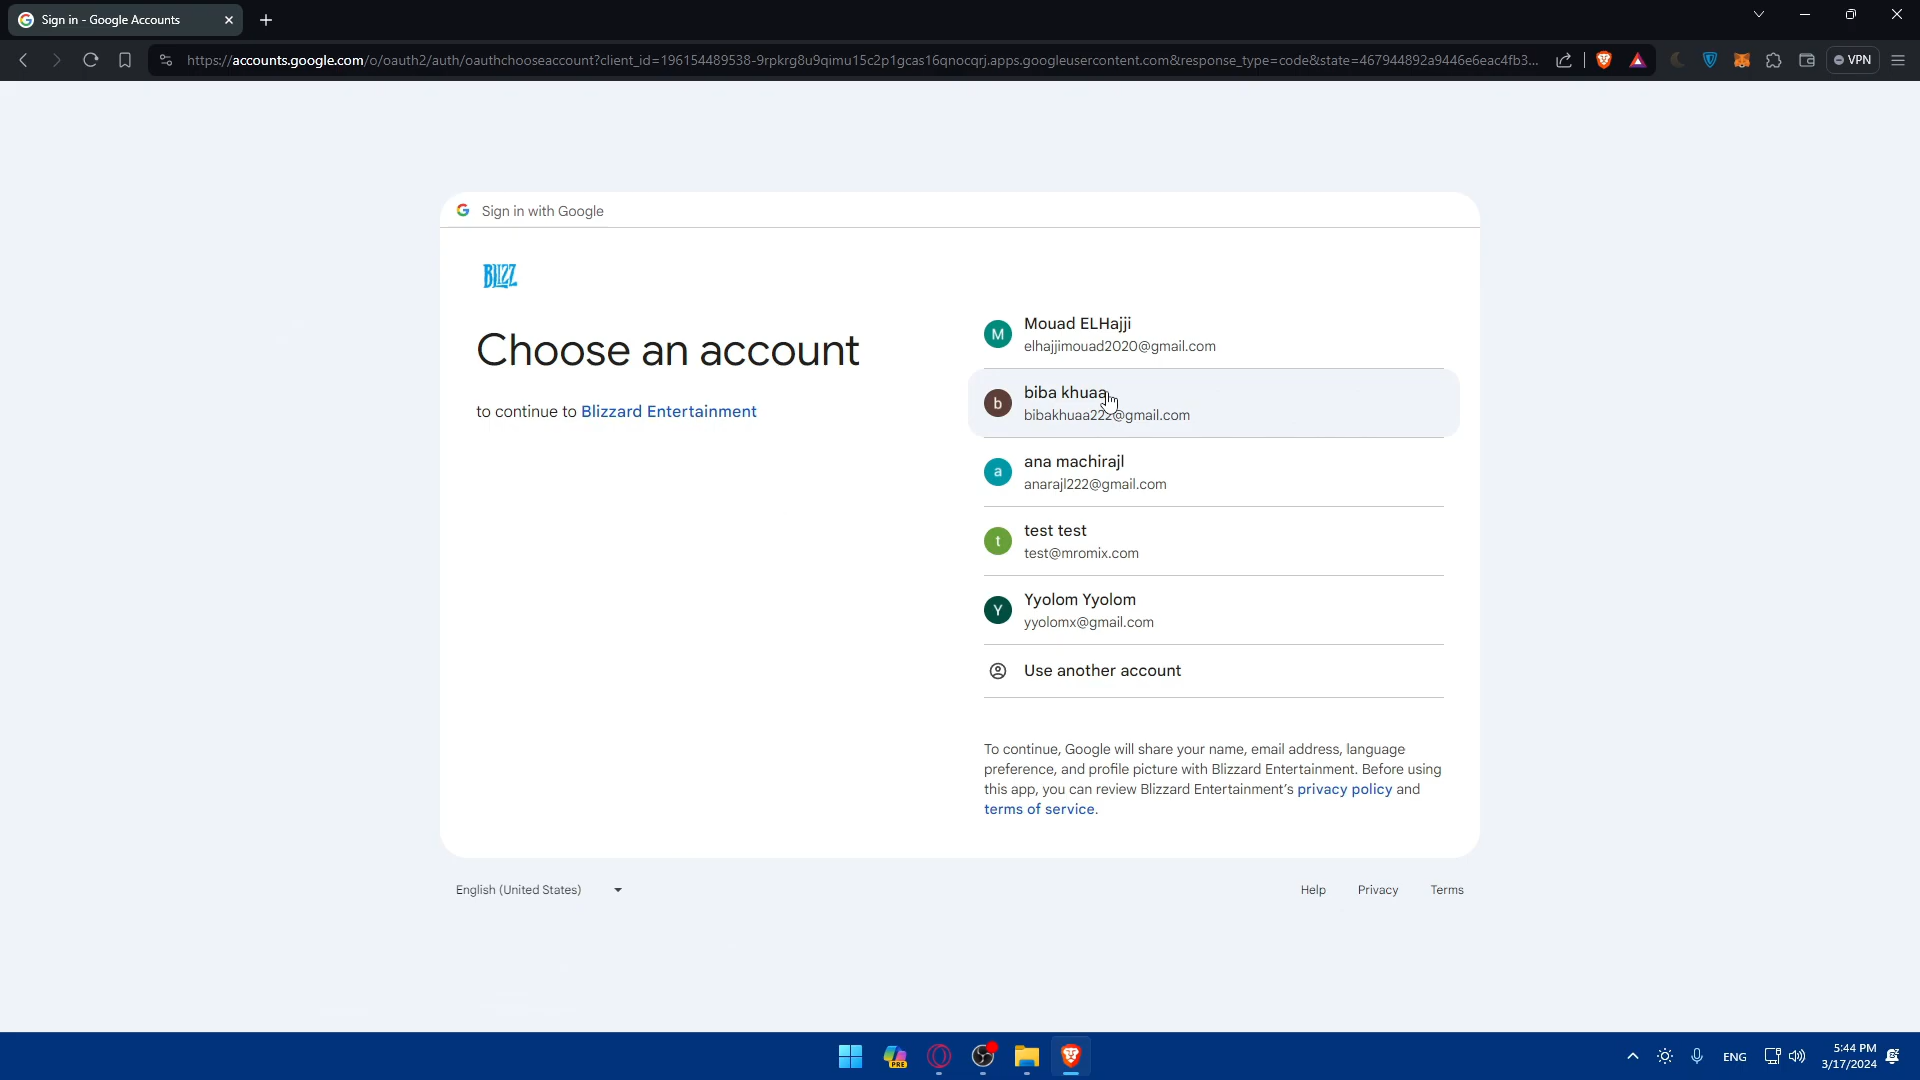 Sign in - Google Accounts
https://accounts.google.com/o/oauth2/auth/oauthchooseaccount?client_id=196154489538-9rpkrg8u9qimu15c2p1gcas16qnocqrj.apps.googleusercontent.com&response_type=code&state=467944892a9446e6eac4fb3...
VPN
G Sign in with Google
BLIZZ
Choose an account
to continue to Blizzard Entertainment
M
Mouad ELHajji
elhajjimouad2020@gmail.com
b
biba khuaa
bibakhuaa222@gmail.com
a
ana machirajl
anarajl222@gmail.com
t
test test
test@mromix.com
Y
Yyolom Yyolom
yyolomx@gmail.com
Use another account
To continue, Google will share your name, email address, language
preference, and profile picture with Blizzard Entertainment. Before using
this app, you can review Blizzard Entertainment's privacy policy and
terms of service.
English (United States)
Help Privacy Terms
PRE
ENG
5:44 PM
3/17/2024